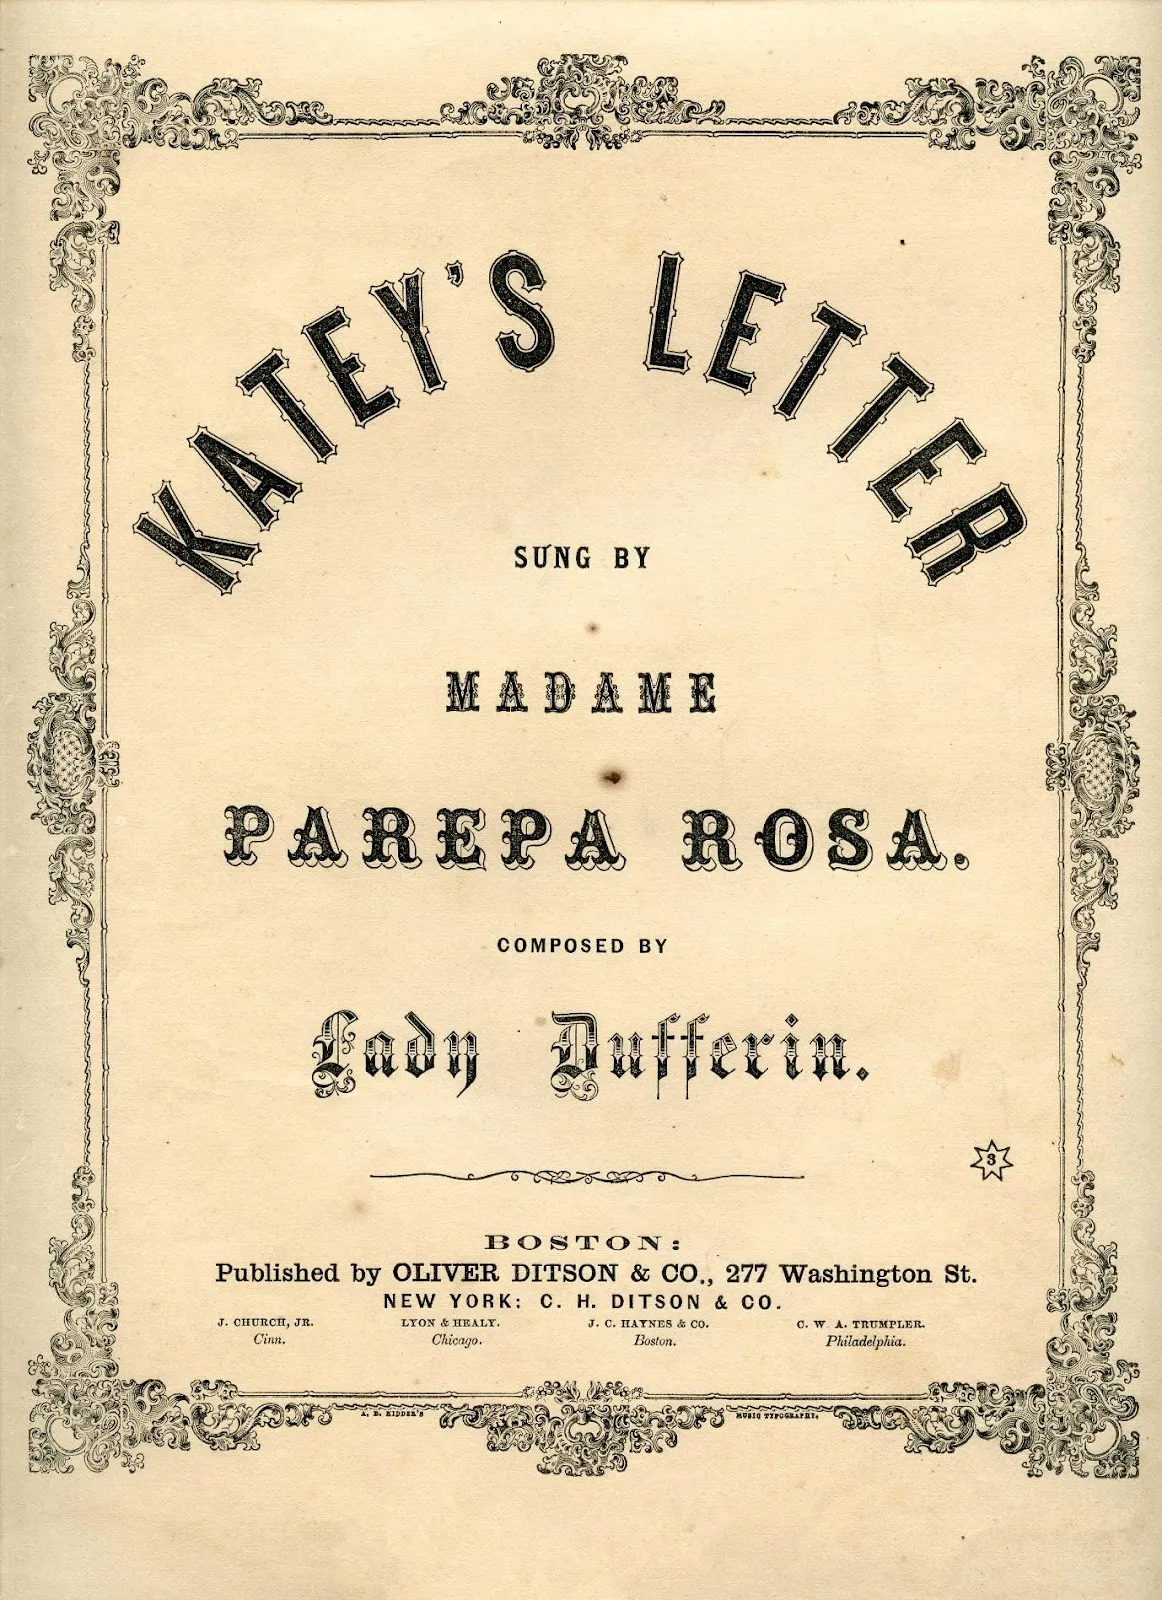 KATEY'S LETTER
SUNG BY
MADAME
PAREPA ROSA.
COMPOSED BY
Lady Dufferin.
3
BOSTON:
Published by OLIVER DITSON & CO., 277 Washington St.
NEW YORK: C. H. DITSON & CO.
J. CHURCH, JR. LYON & HEALY. J. C. HAYNES & CO. C. W A. TRUMPLER.
Cinn. Chicago. Boston. Philadelphia.
A. B. KIDDER'S MUSIC TYPOGRAPHY.